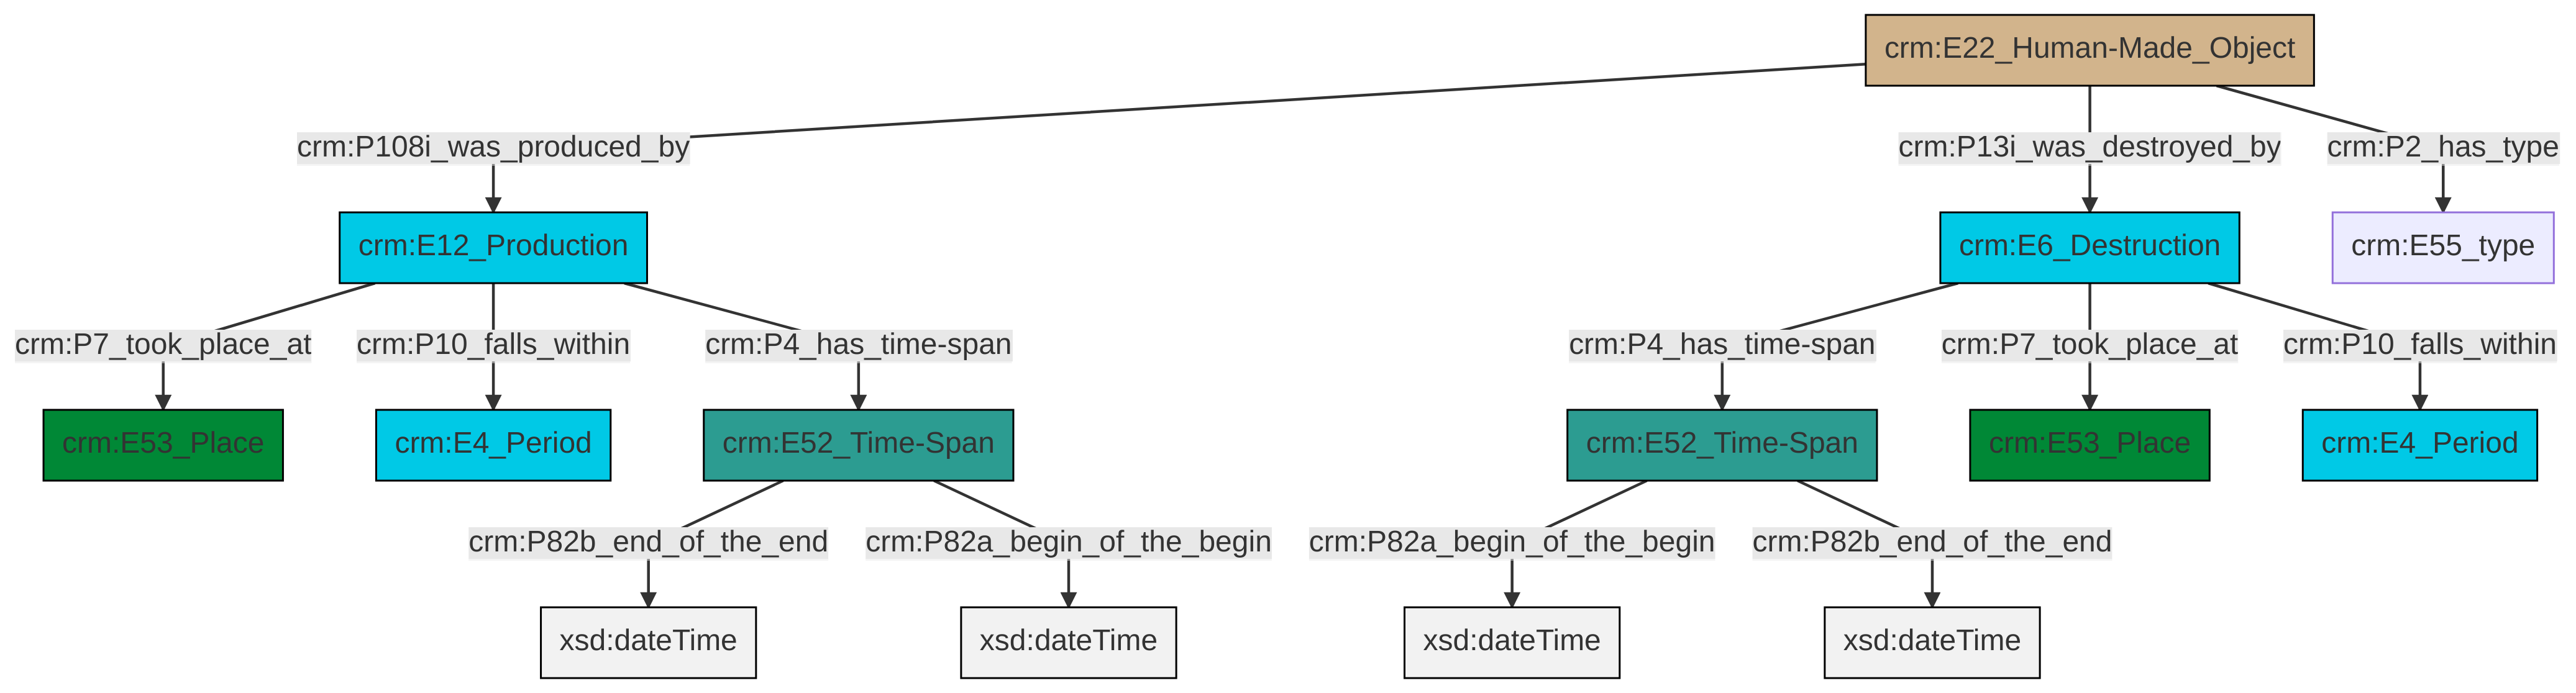 crm:E22_Human-Made_Object
crm:P108i_was_produced_by
crm:P13i_was_destroyed_by
crm:P2_has_type
crm:E12_Production
crm:E6_Destruction
crm:E55_type
crm:P7_took_place_at
crm:P10_falls_within
crm:P4_has_time-span
crm:P4_has_time-span
crm:P7_took_place_at
crm:P10_falls_within
crm:E53_Place
crm:E4_Period
crm:E52_Time-Span
crm:E52_Time-Span
crm:E53_Place
crm:E4_Period
crm:P82b_end_of_the_end
crm:P82a_begin_of_the_begin
crm:P82a_begin_of_the_begin
crm:P82b_end_of_the_end
xsd:dateTime
xsd:dateTime
xsd:dateTime
xsd:dateTime